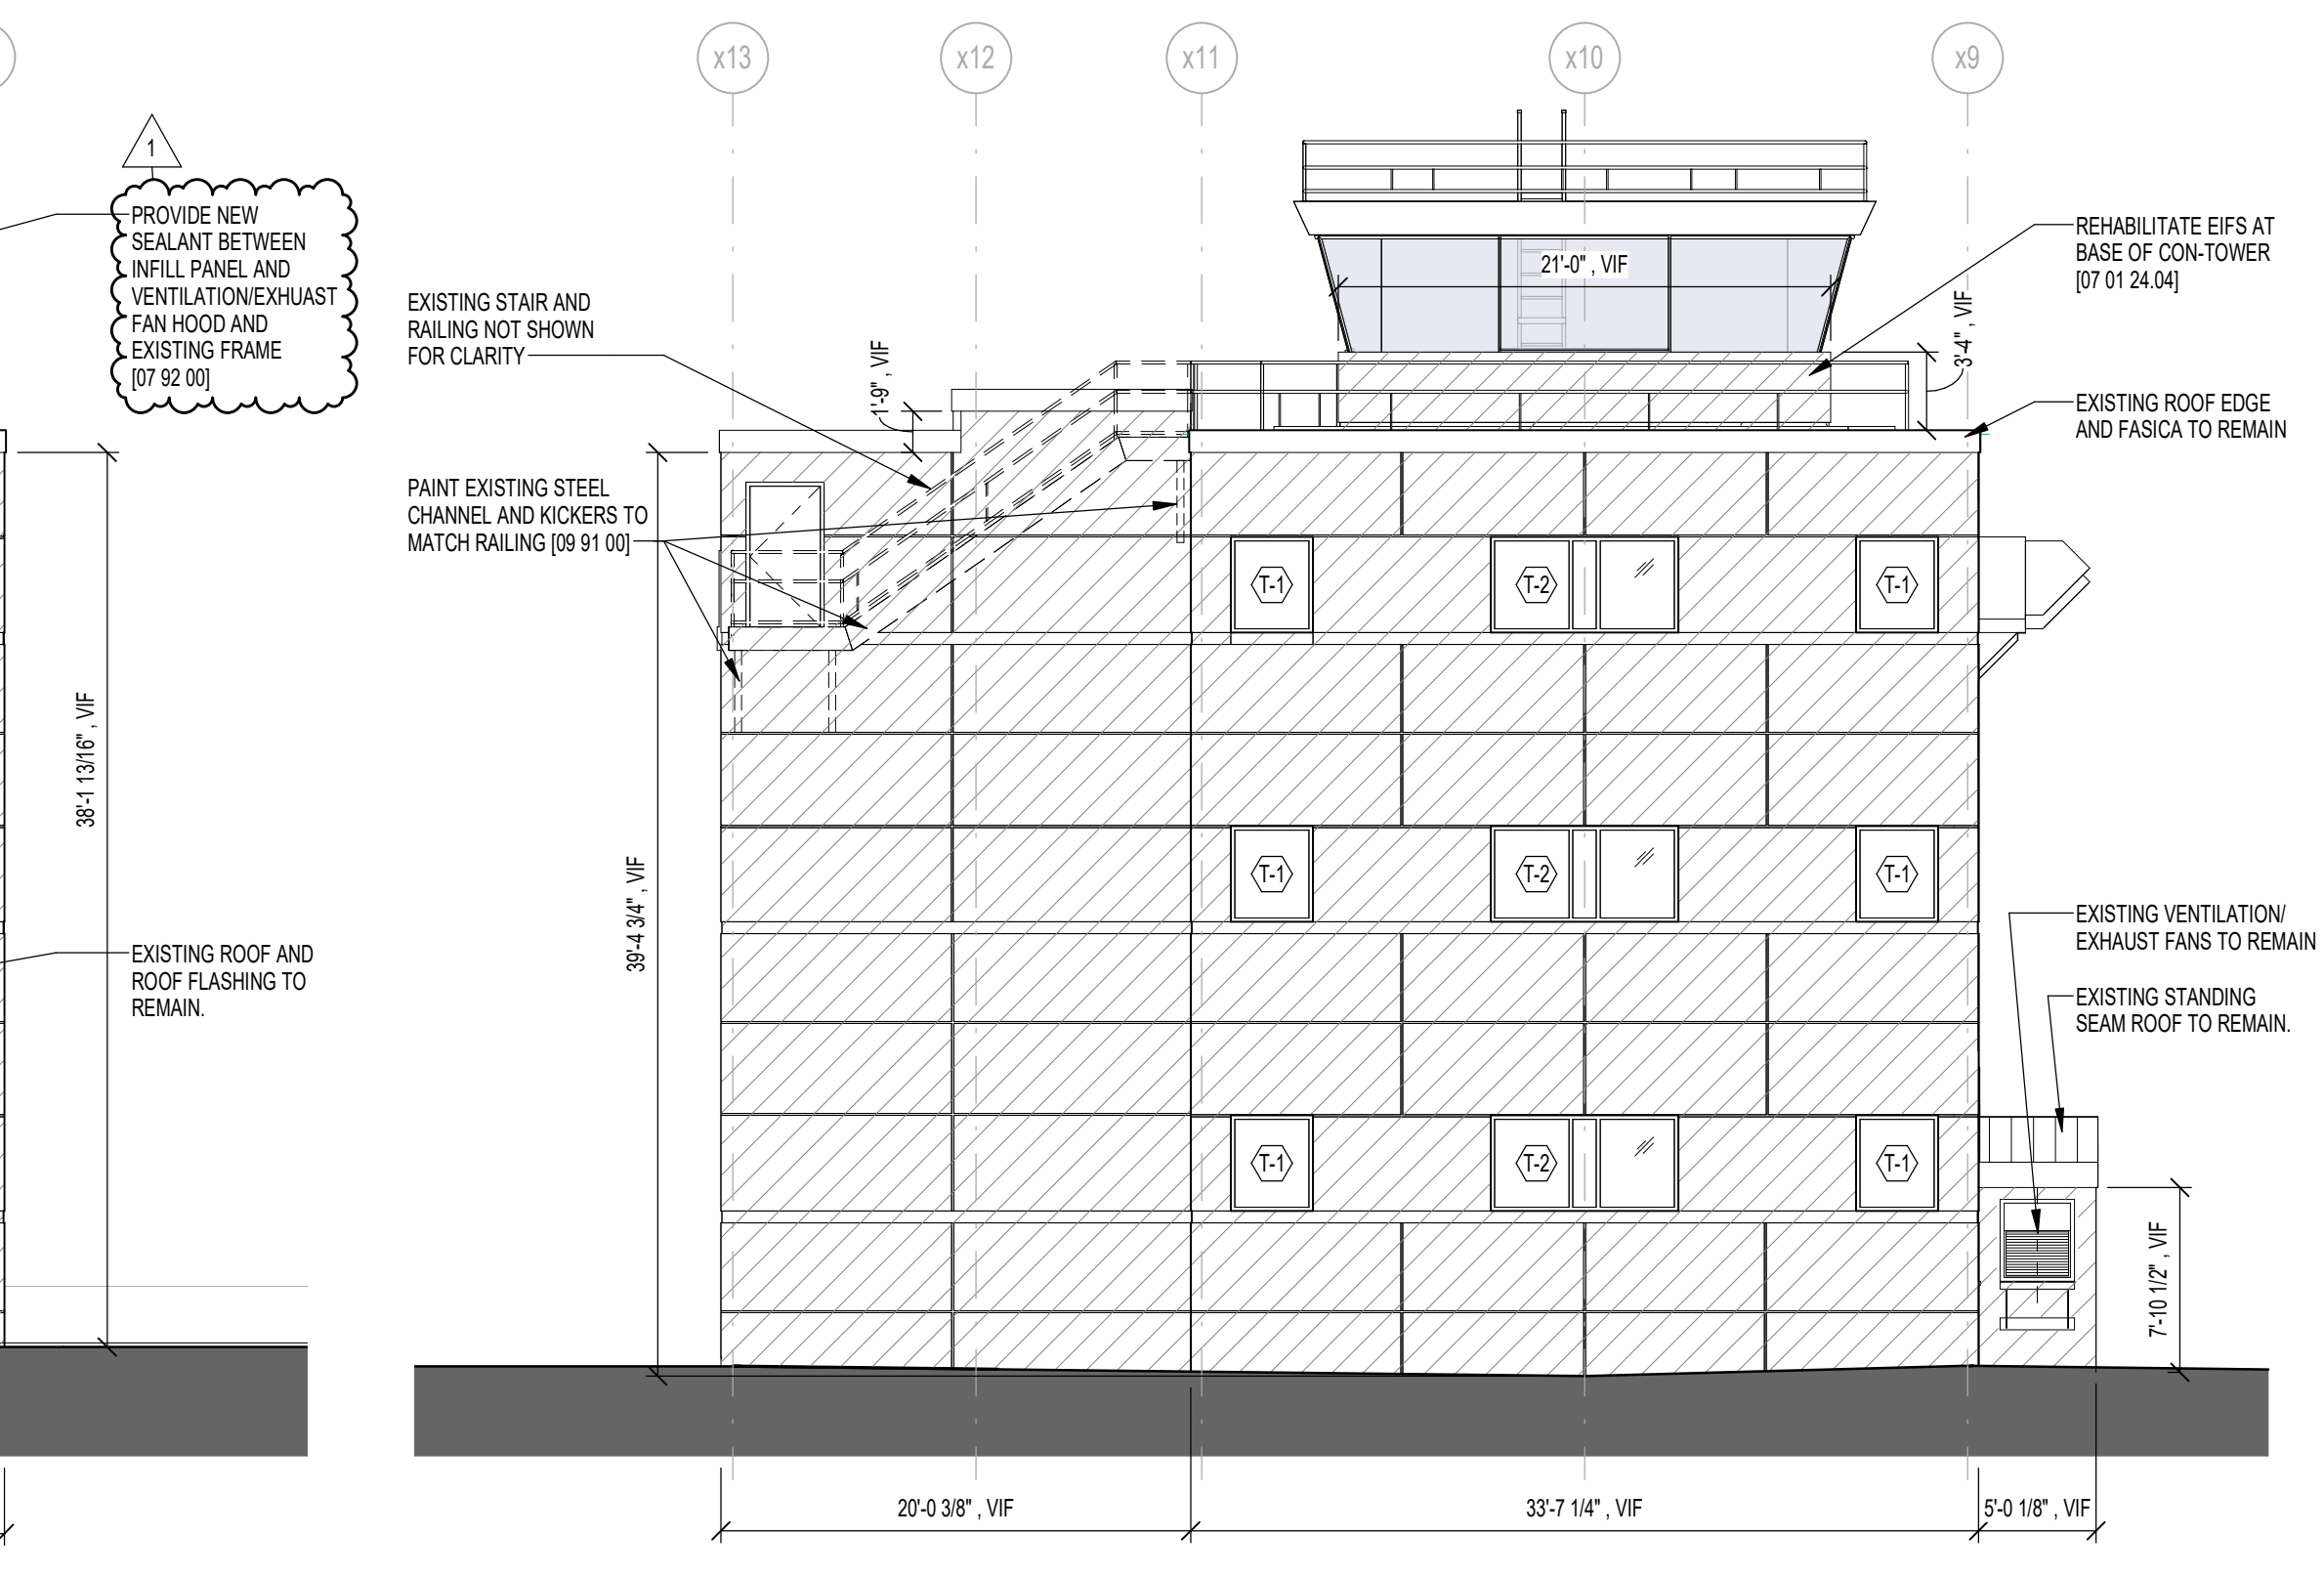 x13
x12
x11
x10
x9
1
PROVIDE NEW
SEALANT BETWEEN
INFILL PANEL AND
VENTILATION/EXHUAST
FAN HOOD AND
EXISTING FRAME
[07 92 00]
EXISTING STAIR AND
RAILING NOT SHOWN
FOR CLARITY
1'-9" , VIF
21'-0" , VIF
3'-4" , VIF
REHABILITATE EIFS AT
BASE OF CON-TOWER
[07 01 24.04]
EXISTING ROOF EDGE
AND FASICA TO REMAIN
PAINT EXISTING STEEL
CHANNEL AND KICKERS TO
MATCH RAILING [09 91 00]
T-1
T-2
T-1
38'-1 13/16" , VIF
39'-4 3/4" , VIF
T-1
T-2
T-1
EXISTING ROOF AND
ROOF FLASHING TO
REMAIN.
EXISTING VENTILATION/
EXHAUST FANS TO REMAIN
EXISTING STANDING
SEAM ROOF TO REMAIN.
T-1
T-2
T-1
7'-10 1/2" , VIF
20'-0 3/8" , VIF
33'-7 1/4" , VIF
5'-0 1/8" , VIF